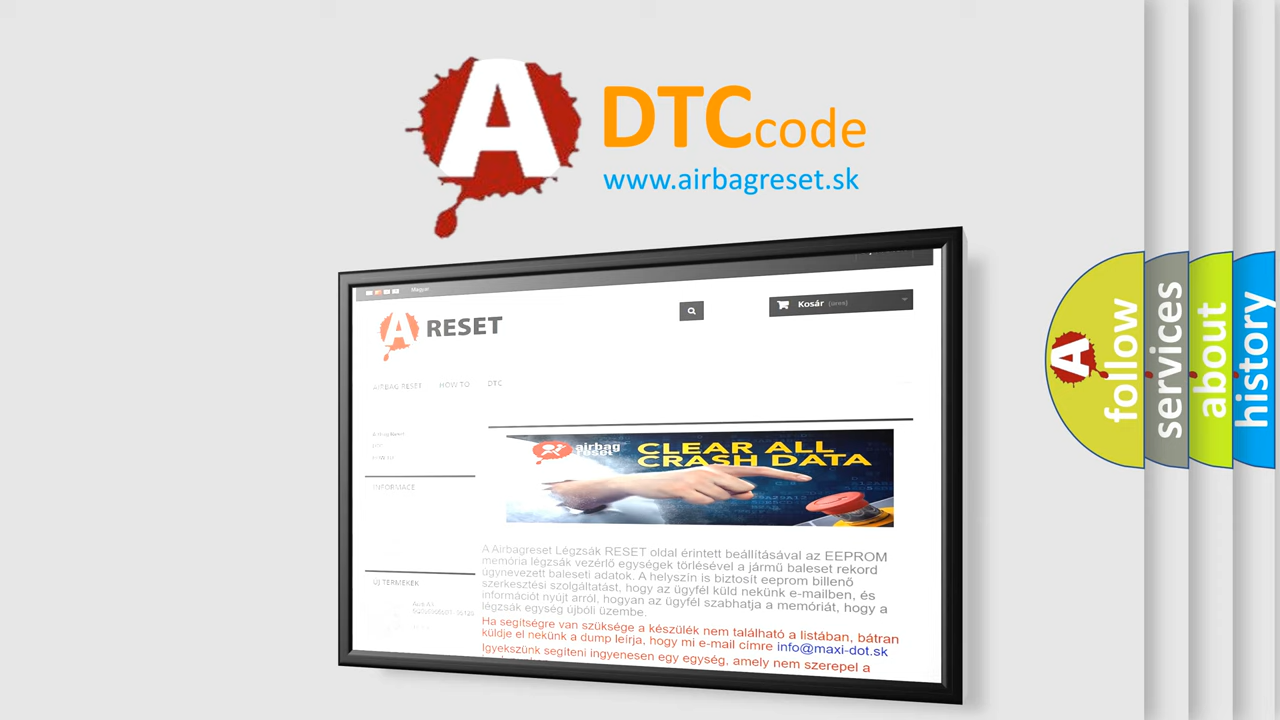 A
DTC code
www.airbagreset.sk
Magyar
A RESET
Kosár (üres)
AIRBAG RESET HOW TO DTC
airbag
reset
CLEAR ALL
CRASH DATA
INFORMACE
A Airbagreset Légzsák RESET oldal érintett beállításával az EEPROM
memória légzsák vezérlő egységek törlésével a jármű baleset rekord
úgynevezett baleseti adatok. A helyszín is biztosít eeprom billenő
szerkesztési szolgáltatást, hogy az ügyfél küld nekünk e-mailben, és
információt nyújt arról, hogyan az ügyfél szabhatja a memóriát, hogy a
légzsák egység újbóli üzembe.
ÚJ TERMÉKEK
Ha segítségre van szüksége a készülék nem található a listában, bátran
küldje el nekünk a dump leírja, hogy mi e-mail címre info@maxi-dot.sk
Igyekszünk segíteni ingyenesen egy egység, amely nem szerepel a
A
follow
services
about
history